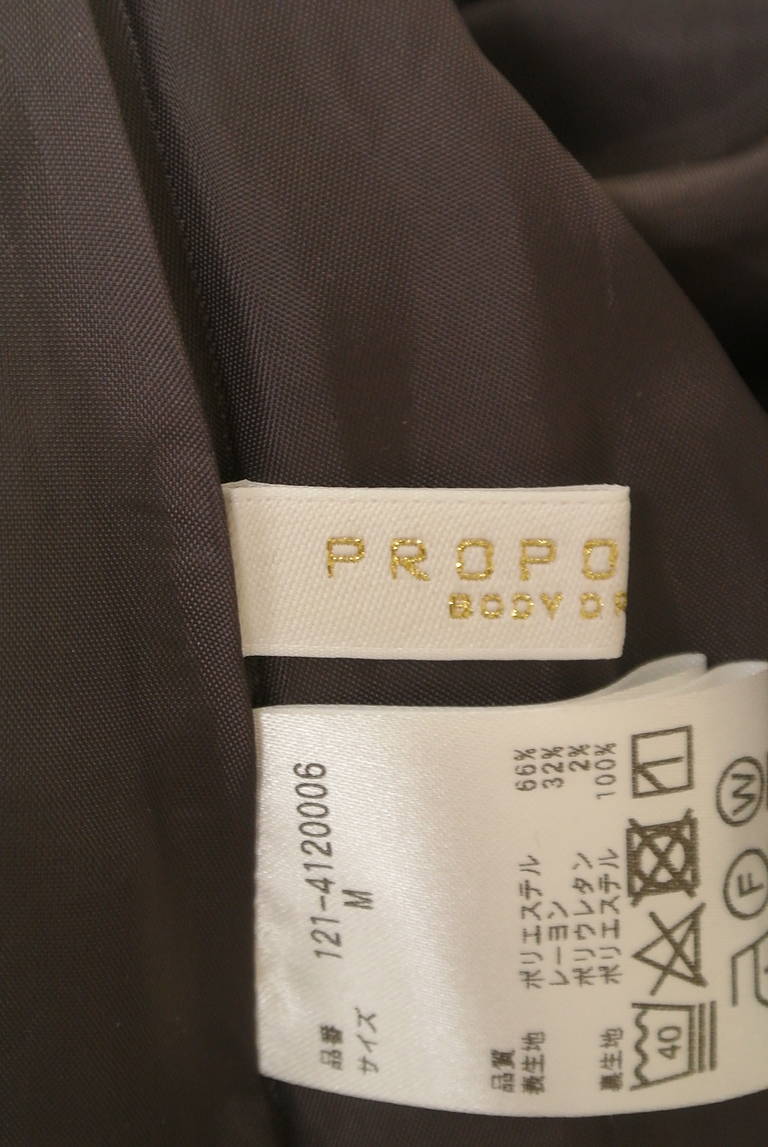 PROPO
BODY DR
品番 121-4120006
サイズ M
品質
表生地 ポリエステル 66%
レーヨン 32%
ポリウレタン 2%
裏生地 ポリエステル 100%
40
F
W